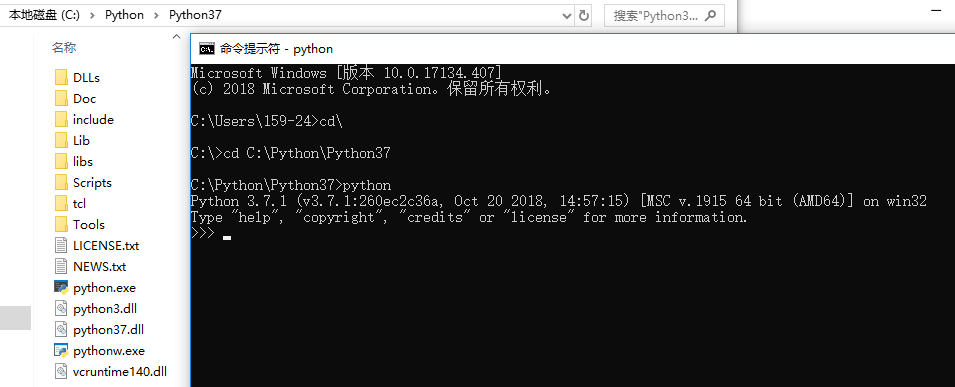 本地磁盘 (C:) > Python > Python37
搜索"Python3...
名称
DLLs
Doc
include
Lib
libs
Scripts
tcl
Tools
LICENSE.txt
NEWS.txt
python.exe
python3.dll
python37.dll
pythonw.exe
vcruntime140.dll
命令提示符 - python
Microsoft Windows [版本 10.0.17134.407]
(c) 2018 Microsoft Corporation。保留所有权利。
C:\Users\159-24>cd\
C:\>cd C:\Python\Python37
C:\Python\Python37>python
Python 3.7.1 (v3.7.1:260ec2c36a, Oct 20 2018, 14:57:15) [MSC v.1915 64 bit (AMD64)] on win32
Type "help", "copyright", "credits" or "license" for more information.
>>> _